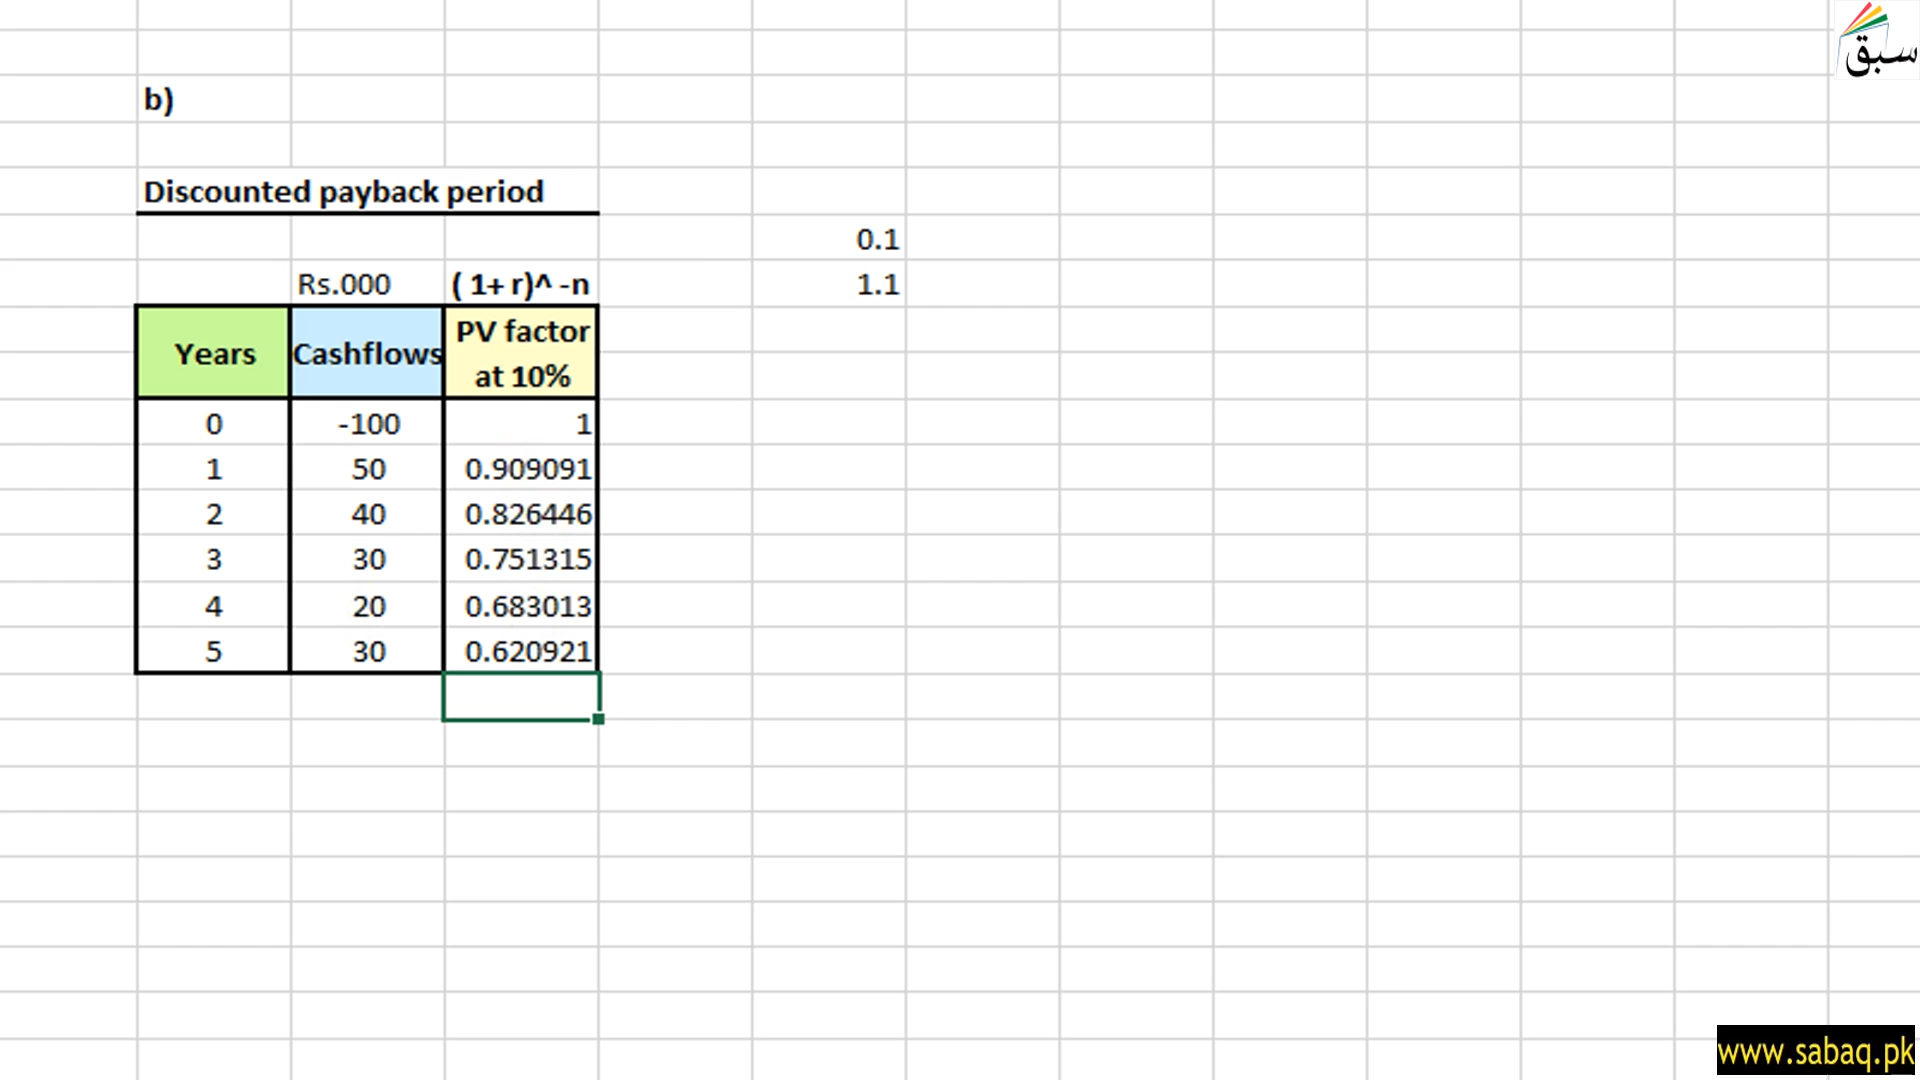 سبق
b)
Discounted payback period
0.1
Rs.000 ( 1+ r)^ -n 1.1
Years Cashflows PV factor at 10%
0 -100 1
1 50 0.909091
2 40 0.826446
3 30 0.751315
4 20 0.683013
5 30 0.620921
www.sabaq.pk